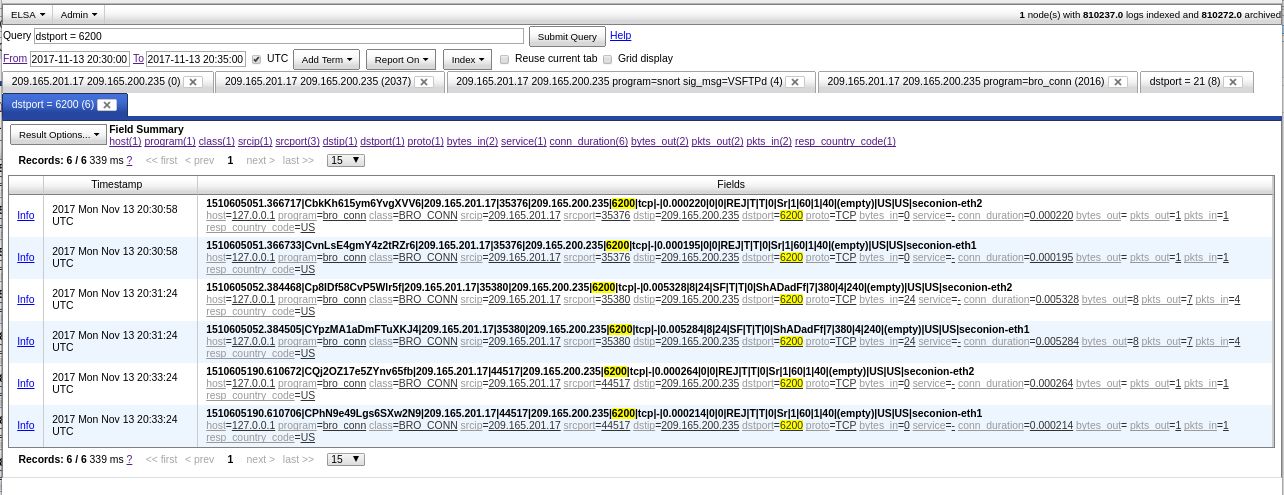 ELSA Admin 1 node(s) with 810237.0 logs indexed and 810272.0 archived
Query dstport = 6200 Submit Query Help
From 2017-11-13 20:30:00 To 2017-11-13 20:35:00 UTC Add Term Report On Index Reuse current tab Grid display
209.165.201.17 209.165.200.235 (0) 209.165.201.17 209.165.200.235 (2037) 209.165.201.17 209.165.200.235 program=snort sig_msg=VSFTPd (4) 209.165.201.17 209.165.200.235 program=bro_conn (2016) dstport = 21 (8)
dstport = 6200 (6)
Result Options... Field Summary
host(1) program(1) class(1) srcip(1) srcport(3) dstip(1) dstport(1) proto(1) bytes_in(2) service(1) conn_duration(6) bytes_out(2) pkts_out(2) pkts_in(2) resp_country_code(1)
Records: 6 / 6 339 ms ? << first < prev 1 next > last >> 15
Timestamp Fields
Info 2017 Mon Nov 13 20:30:58 UTC
1510605051.366717|CbkKh615ym6YvgXVV6|209.165.201.17|35376|209.165.200.235|6200|tcp|-|0.000220|0|0|REJ|T|T|0|Sr|1|60|1|40|(empty)|US|US|seconion-eth2
host=127.0.0.1 program=bro_conn class=BRO_CONN srcip=209.165.201.17 srcport=35376 dstip=209.165.200.235 dstport=6200 proto=TCP bytes_in=0 service=- conn_duration=0.000220 bytes_out= pkts_out=1 pkts_in=1
resp_country_code=US
Info 2017 Mon Nov 13 20:30:58 UTC
1510605051.366733|CvnLsE4gmY4z2tRZr6|209.165.201.17|35376|209.165.200.235|6200|tcp|-|0.000195|0|0|REJ|T|T|0|Sr|1|60|1|40|(empty)|US|US|seconion-eth1
host=127.0.0.1 program=bro_conn class=BRO_CONN srcip=209.165.201.17 srcport=35376 dstip=209.165.200.235 dstport=6200 proto=TCP bytes_in=0 service=- conn_duration=0.000195 bytes_out= pkts_out=1 pkts_in=1
resp_country_code=US
Info 2017 Mon Nov 13 20:31:24 UTC
1510605052.384468|Cp8IDf58CvP5Wlr5f|209.165.201.17|35380|209.165.200.235|6200|tcp|-|0.005328|8|24|SF|T|T|0|ShADadFf|7|380|4|240|(empty)|US|US|seconion-eth2
host=127.0.0.1 program=bro_conn class=BRO_CONN srcip=209.165.201.17 srcport=35380 dstip=209.165.200.235 dstport=6200 proto=TCP bytes_in=24 service=- conn_duration=0.005328 bytes_out=8 pkts_out=7 pkts_in=4
resp_country_code=US
Info 2017 Mon Nov 13 20:31:24 UTC
1510605052.384505|CYpzMA1aDmFTuXKJ4|209.165.201.17|35380|209.165.200.235|6200|tcp|-|0.005284|8|24|SF|T|T|0|ShADadFf|7|380|4|240|(empty)|US|US|seconion-eth1
host=127.0.0.1 program=bro_conn class=BRO_CONN srcip=209.165.201.17 srcport=35380 dstip=209.165.200.235 dstport=6200 proto=TCP bytes_in=24 service=- conn_duration=0.005284 bytes_out=8 pkts_out=7 pkts_in=4
resp_country_code=US
Info 2017 Mon Nov 13 20:33:24 UTC
1510605190.610672|CQj2OZ17e5ZYnv65fb|209.165.201.17|44517|209.165.200.235|6200|tcp|-|0.000264|0|0|REJ|T|T|0|Sr|1|60|1|40|(empty)|US|US|seconion-eth2
host=127.0.0.1 program=bro_conn class=BRO_CONN srcip=209.165.201.17 srcport=44517 dstip=209.165.200.235 dstport=6200 proto=TCP bytes_in=0 service=- conn_duration=0.000264 bytes_out= pkts_out=1 pkts_in=1
resp_country_code=US
Info 2017 Mon Nov 13 20:33:24 UTC
1510605190.610706|CPhN9e49Lgs6SXw2N9|209.165.201.17|44517|209.165.200.235|6200|tcp|-|0.000214|0|0|REJ|T|T|0|Sr|1|60|1|40|(empty)|US|US|seconion-eth1
host=127.0.0.1 program=bro_conn class=BRO_CONN srcip=209.165.201.17 srcport=44517 dstip=209.165.200.235 dstport=6200 proto=TCP bytes_in=0 service=- conn_duration=0.000214 bytes_out= pkts_out=1 pkts_in=1
resp_country_code=US
Records: 6 / 6 339 ms ? << first < prev 1 next > last >> 15